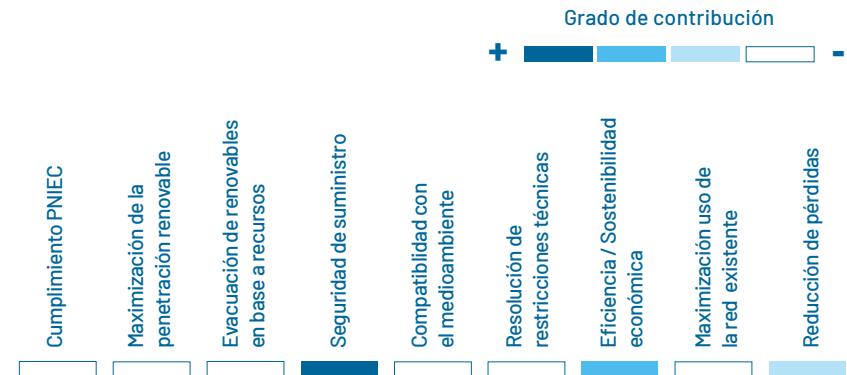 Grado de contribución
+ -
Cumplimiento PNIEC
Maximización de la
penetración renovable
Evacuación de renovables
en base a recursos
Seguridad de suministro
Compatiblidad con
el medioambiente
Resolución de
restricciones técnicas
Eficiencia / Sostenibilidad
económica
Maximización uso de
la red existente
Reducción de pérdidas